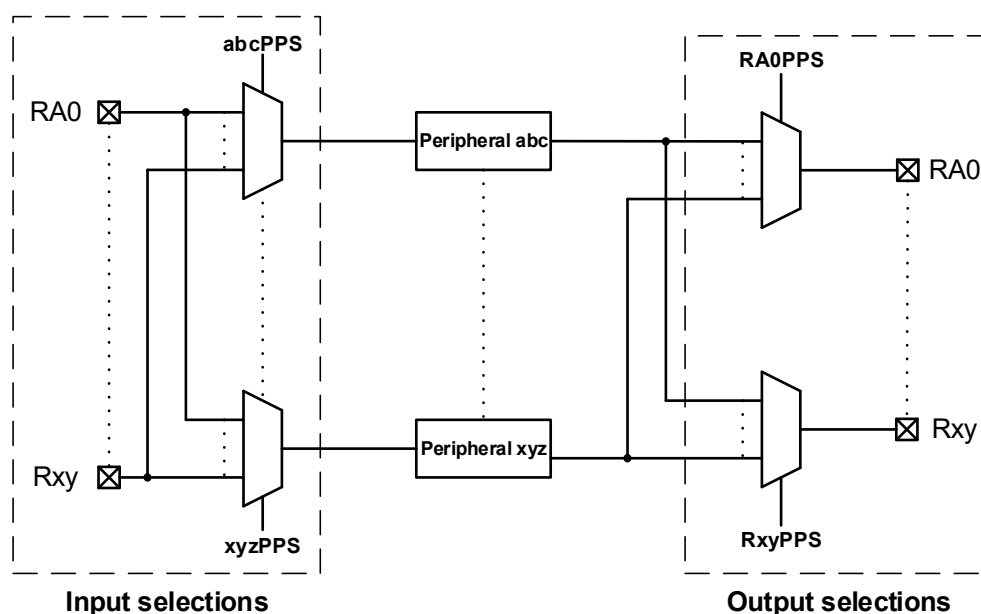 abcPPS
RA0PPS
RA0
Peripheral abc
RA0
Rxy
Peripheral xyz
Rxy
xyzPPS
RxyPPS
Input selections
Output selections